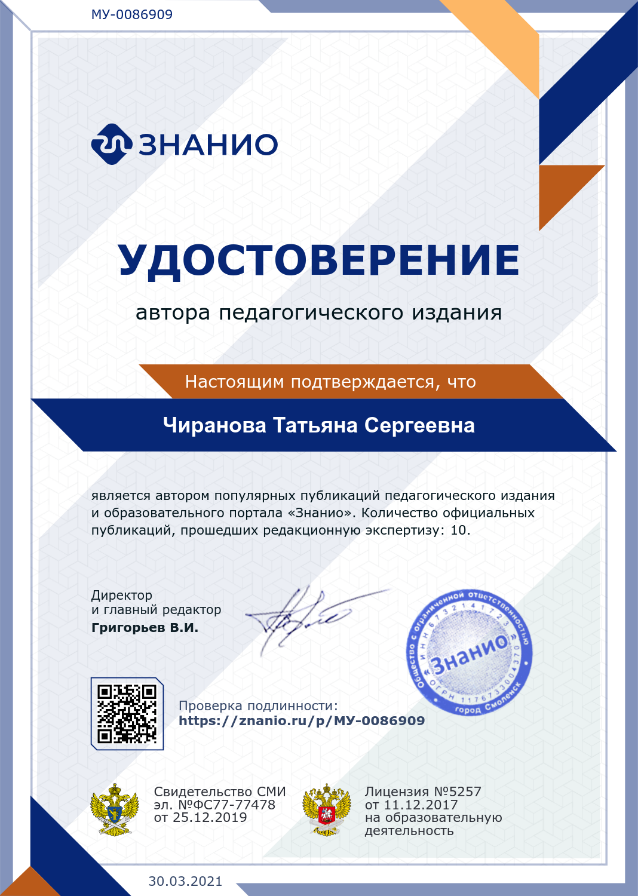 МУ-0086909
ЗНАНИО
УДОСТОВЕРЕНИЕ
автора педагогического издания
Настоящим подтверждается, что
Чиранова Татьяна Сергеевна
является автором популярных публикаций педагогического издания
и образовательного портала «Знанио». Количество официальных
публикаций, прошедших редакционную экспертизу: 10.
Директор
и главный редактор
Григорьев В.И.
Общество с ограниченной ответственностью
ИНН 6732141729
«Знанио»
ОГРН 1176733004370
город Смоленск
Проверка подлинности:
https://znanio.ru/p/МУ-0086909
Свидетельство СМИ
эл. №ФС77-77478
от 25.12.2019
Лицензия №5257
от 11.12.2017
на образовательную
деятельность
30.03.2021